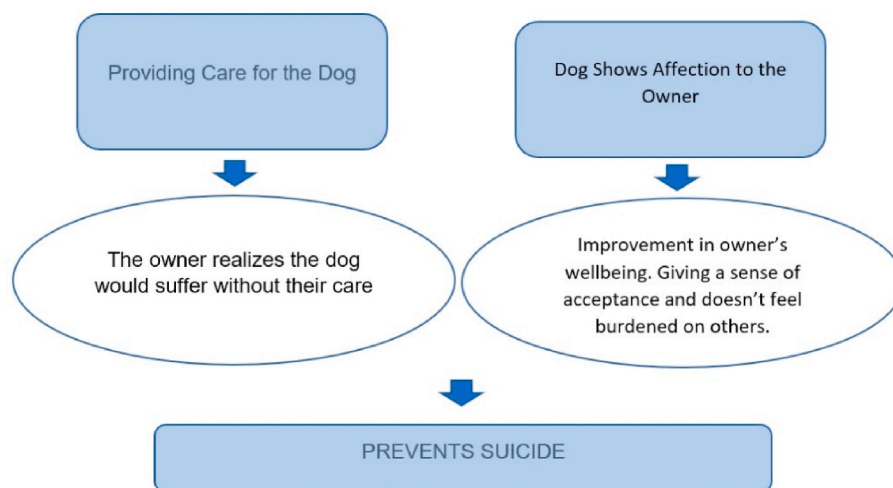 Providing Care for the Dog
Dog Shows Affection to the
Owner
The owner realizes the dog
would suffer without their care
Improvement in owner's
wellbeing. Giving a sense of
acceptance and doesn't feel
burdened on others.
PREVENTS SUICIDE